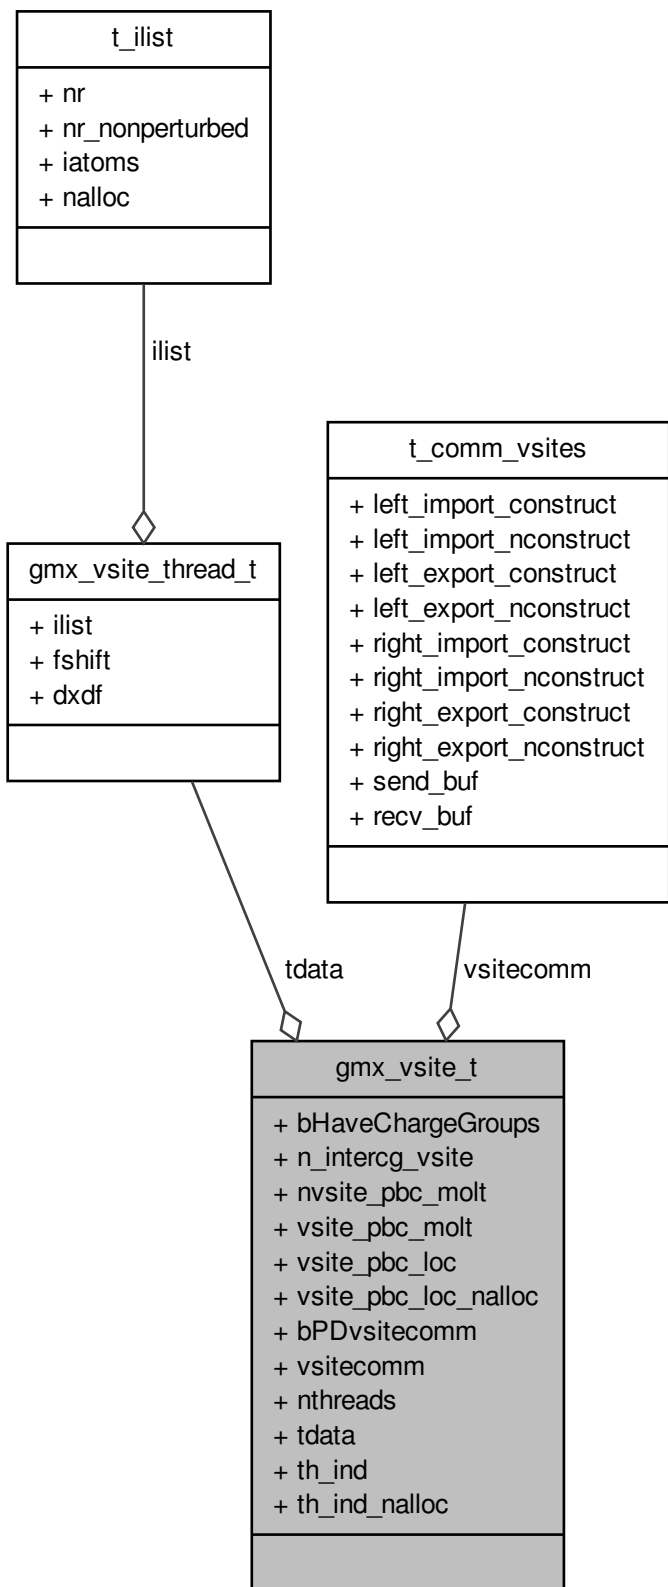 t_ilist
+ nr
+ nr_nonperturbed
+ iatoms
+ nalloc
ilist
gmx_vsite_thread_t
+ ilist
+ fshift
+ dxdf
t_comm_vsites
+ left_import_construct
+ left_import_nconstruct
+ left_export_construct
+ left_export_nconstruct
+ right_import_construct
+ right_import_nconstruct
+ right_export_construct
+ right_export_nconstruct
+ send_buf
+ recv_buf
tdata
vsitecomm
gmx_vsite_t
+ bHaveChargeGroups
+ n_intercg_vsite
+ nvsite_pbc_molt
+ vsite_pbc_molt
+ vsite_pbc_loc
+ vsite_pbc_loc_nalloc
+ bPDvsitecomm
+ vsitecomm
+ nthreads
+ tdata
+ th_ind
+ th_ind_nalloc